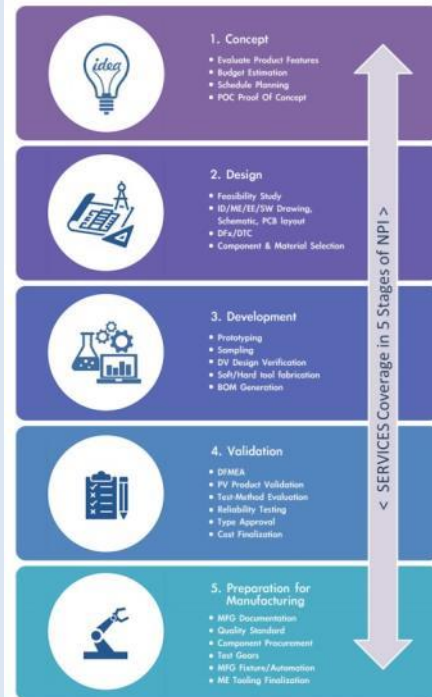 idea
1. Concept
• Evaluate Product Features
• Budget Estimation
• Schedule Planning
• POC Proof Of Concept
2. Design
• Feasibility Study
• ID/ME/EE/SW Drawing,
Schematic, PCB layout
• DFx/DTC
• Component & Material Selection
3. Development
• Prototyping
• Sampling
• DV Design Verification
• Soft/Hard tool fabrication
• BOM Generation
4. Validation
• DFMEA
• PV Product Validation
• Test-Method Evaluation
• Reliability Testing
• Type Approval
• Cost Finalization
5. Preparation for
Manufacturing
• MFG Documentation
• Quality Standard
• Component Procurement
• Test Gears
• MFG Fixture/Automation
• ME Tooling Finalization
< SERVICES Coverage in 5 Stages of NPI >